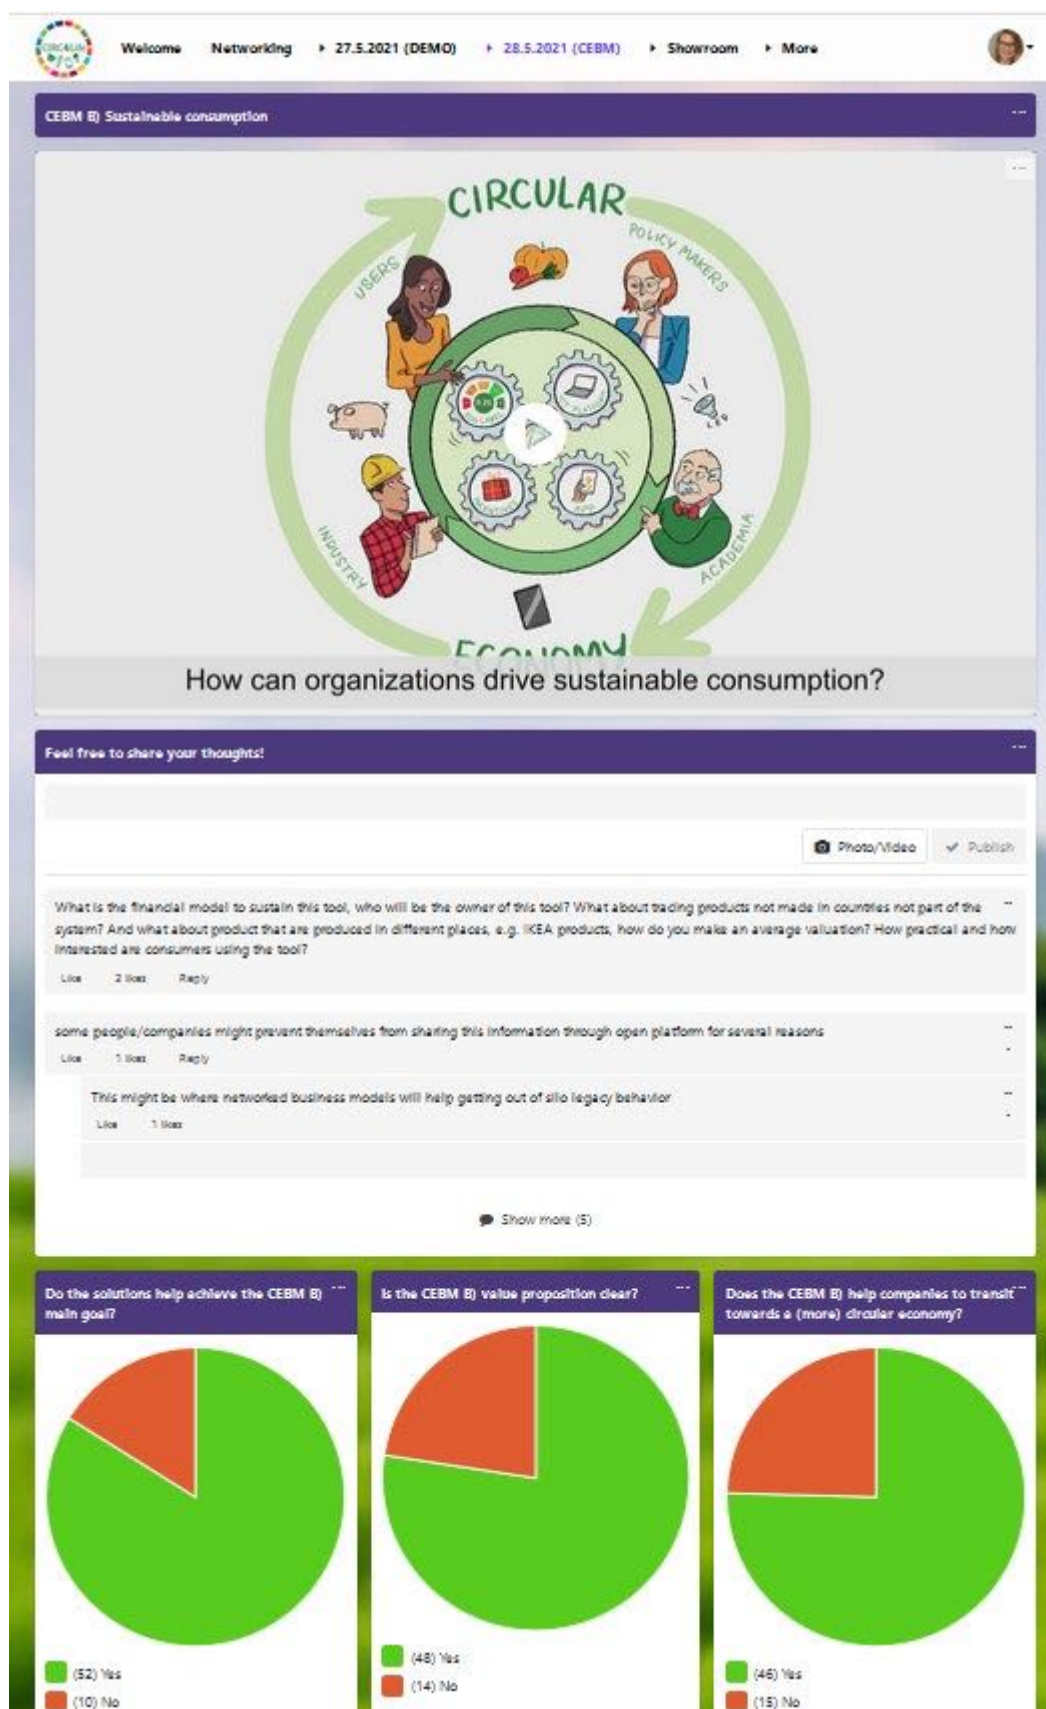 CIRC4Life
Welcome Networking 27.5.2021 (DEMO) 28.5.2021 (CEBM) Showroom More
CEBM B) Sustainable consumption
CIRCULAR
POLICY MAKERS
USERS
INDUSTRY
ACADEMIA
ECONOMY
How can organizations drive sustainable consumption?
Feel free to share your thoughts!
Photo/Video Publish
What is the financial model to sustain this tool, who will be the owner of this tool? What about tracing products not made in countries not part of the
system? And what about product that are produced in different places, e.g. IKEA products, how do you make an average valuation? How practical and how
interested are consumers using the tool?
Like 2 likes Reply
some people/companies might prevent themselves from sharing this information through open platform for several reasons
Like 1 likes Reply
This might be where networked business models will help getting out of silo legacy behavior
Like 1 likes
Show more (5)
Do the solutions help achieve the CEBM B)
main goal?
Is the CEBM B) value proposition clear?
Does the CEBM B) help companies to transit
towards a (more) circular economy?
(52) Yes
(10) No
(48) Yes
(14) No
(46) Yes
(15) No